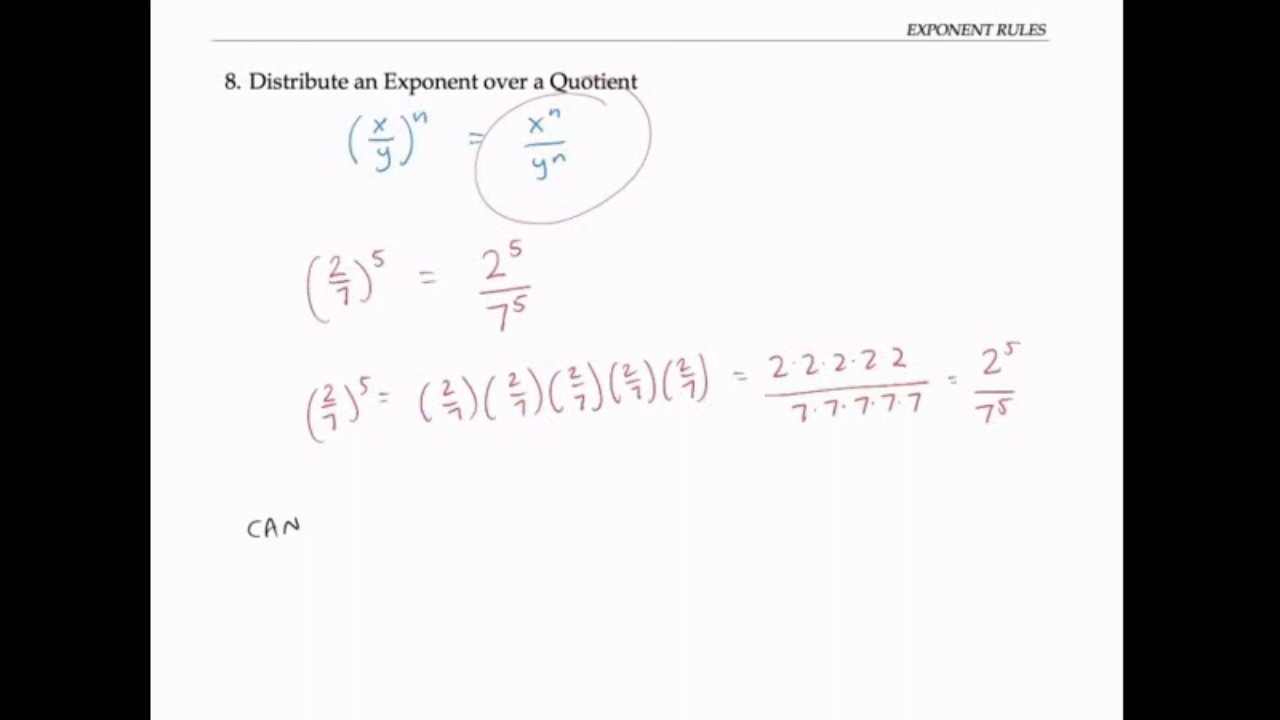 EXPONENT RULES
8. Distribute an Exponent over a Quotient
(x/y)^n = x^n/y^n
(2/7)^5 = 2^5/7^5
(2/7)^5 = (2/7)(2/7)(2/7)(2/7)(2/7) = 2·2·2·2 2/7·7·7·7·7 = 2^5/7^5
CAN